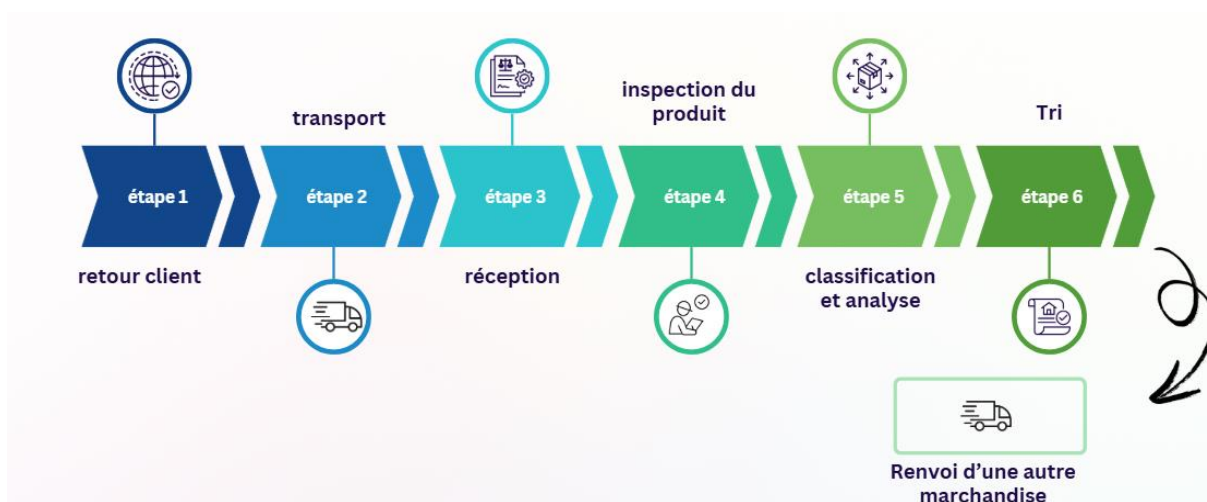 transport
inspection du
produit
Tri
étape 1
étape 2
étape 3
étape 4
étape 5
étape 6
retour client
réception
classification
et analyse
Renvoi d’une autre
marchandise